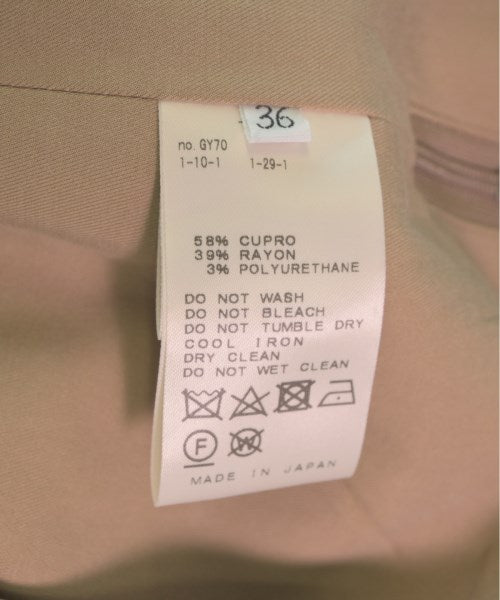 36
no. GY70
1-10-1 1-29-1
58% CUPRO
39% RAYON
3% POLYURETHANE
DO NOT WASH
DO NOT BLEACH
DO NOT TUMBLE DRY
COOL IRON
DRY CLEAN
DO NOT WET CLEAN
F W
MADE IN JAPAN